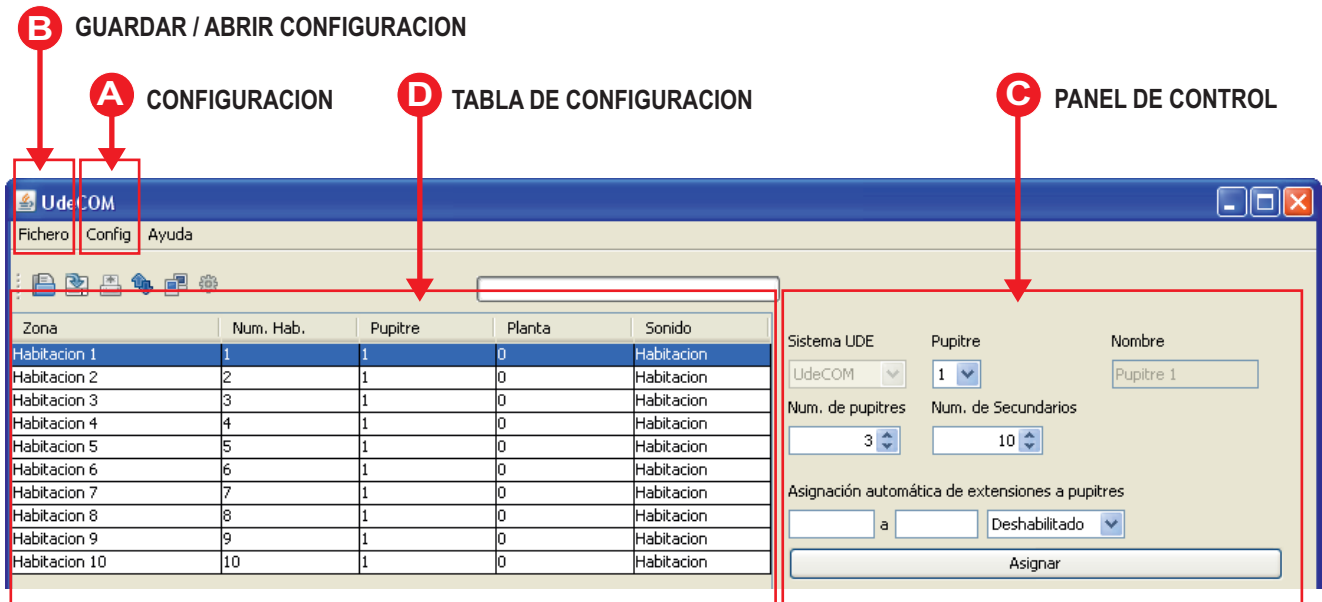 B GUARDAR / ABRIR CONFIGURACION
A CONFIGURACION D TABLA DE CONFIGURACION C PANEL DE CONTROL
UdeCOM
Fichero Config Ayuda
Zona Num. Hab. Pupitre Planta Sonido
Habitacion 1 1 1 0 Habitacion
Habitacion 2 2 1 0 Habitacion
Habitacion 3 3 1 0 Habitacion
Habitacion 4 4 1 0 Habitacion
Habitacion 5 5 1 0 Habitacion
Habitacion 6 6 1 0 Habitacion
Habitacion 7 7 1 0 Habitacion
Habitacion 8 8 1 0 Habitacion
Habitacion 9 9 1 0 Habitacion
Habitacion 10 10 1 0 Habitacion
Sistema UDE Pupitre Nombre
UdeCOM 1 Pupitre 1
Num. de pupitres Num. de Secundarios
3 10
Asignación automática de extensiones a pupitres
a Deshabilitado
Asignar